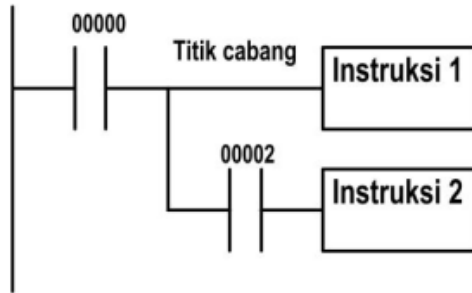 00000
Titik cabang
Instruksi 1
00002
Instruksi 2